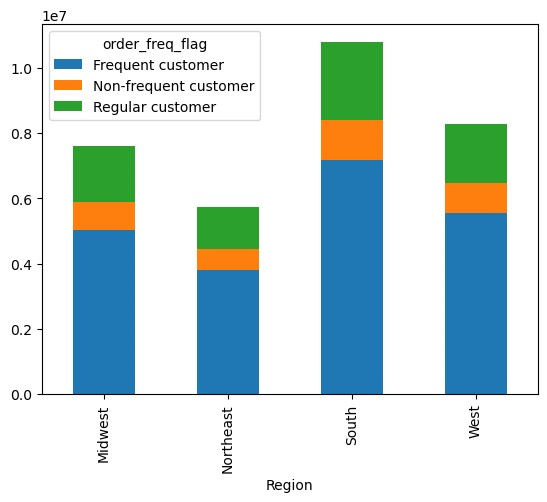 1e7
order_freq_flag
Frequent customer
Non-frequent customer
Regular customer
1.0
0.8
0.6
0.4
0.2
0.0
Midwest
Northeast
South
West
Region